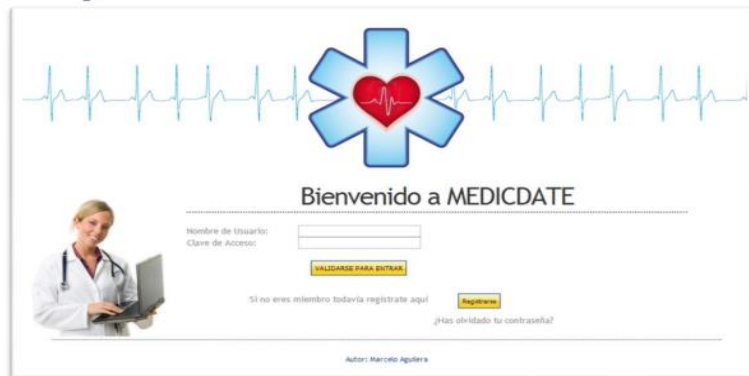 Bienvenido a MEDICDATE
Nombre de Usuario:
Clave de Acceso:
VALIDARSE PARA ENTRAR
Si no eres miembro todavía registrate aquí
Registrarse
¿Has olvidado tu contraseña?
Autor: Marcelo Aguilera